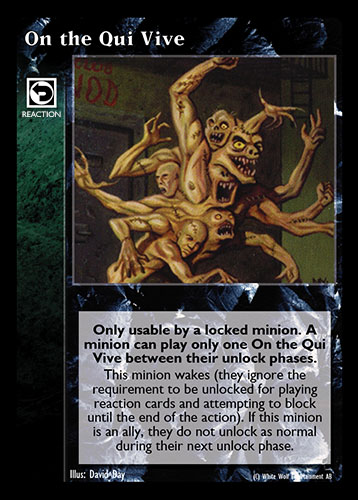 On the Qui Vive
REACTION
Only usable by a locked minion. A
minion can play only one On the Qui
Vive between their unlock phases.
This minion wakes (they ignore the
requirement to be unlocked for playing
reaction cards and attempting to block
until the end of the action). If this minion
is an ally, they do not unlock as normal
during their next unlock phase.
Illus: David Day
(C) White Wolf Entertainment AB